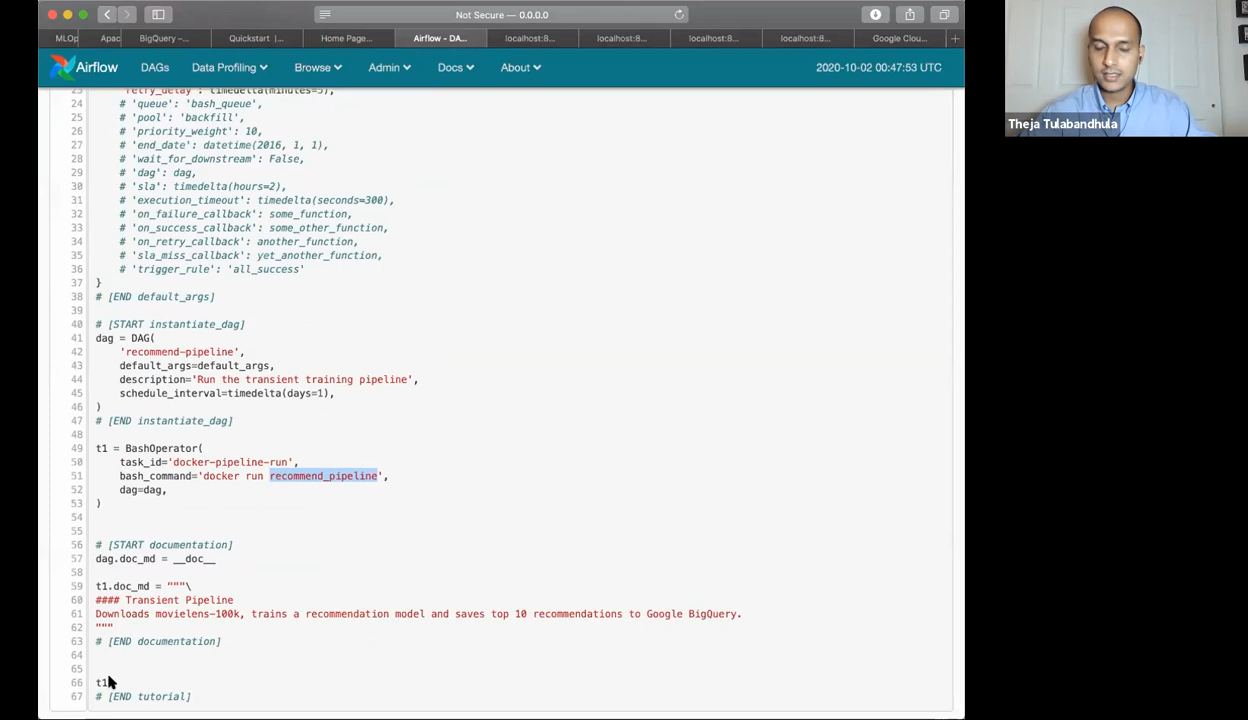 Not Secure — 0.0.0.0
MLOp
Apac
BigQuery –...
Quickstart |...
Home Page...
Airflow - DA...
localhost:8...
localhost:8...
localhost:8...
localhost:8...
Google Clou...
Airflow
DAGs
Data Profiling
Browse
Admin
Docs
About
2020-10-02 00:47:53 UTC
Theja Tulabandhula
23 'retry_delay': timedelta(minutes=5),
24 # 'queue': 'bash_queue',
25 # 'pool': 'backfill',
26 # 'priority_weight': 10,
27 # 'end_date': datetime(2016, 1, 1),
28 # 'wait_for_downstream': False,
29 # 'dag': dag,
30 # 'sla': timedelta(hours=2),
31 # 'execution_timeout': timedelta(seconds=300),
32 # 'on_failure_callback': some_function,
33 # 'on_success_callback': some_other_function,
34 # 'on_retry_callback': another_function,
35 # 'sla_miss_callback': yet_another_function,
36 # 'trigger_rule': 'all_success'
37 }
38 # [END default_args]
39
40 # [START instantiate_dag]
41 dag = DAG(
42 'recommend-pipeline',
43 default_args=default_args,
44 description='Run the transient training pipeline',
45 schedule_interval=timedelta(days=1),
46 )
47 # [END instantiate_dag]
48
49 t1 = BashOperator(
50 task_id='docker-pipeline-run',
51 bash_command='docker run recommend_pipeline',
52 dag=dag,
53 )
54
55
56 # [START documentation]
57 dag.doc_md = __doc__
58
59 t1.doc_md = """\
60 #### Transient Pipeline
61 Downloads movielens-100k, trains a recommendation model and saves top 10 recommendations to Google BigQuery.
62 """
63 # [END documentation]
64
65
66 t1
67 # [END tutorial]